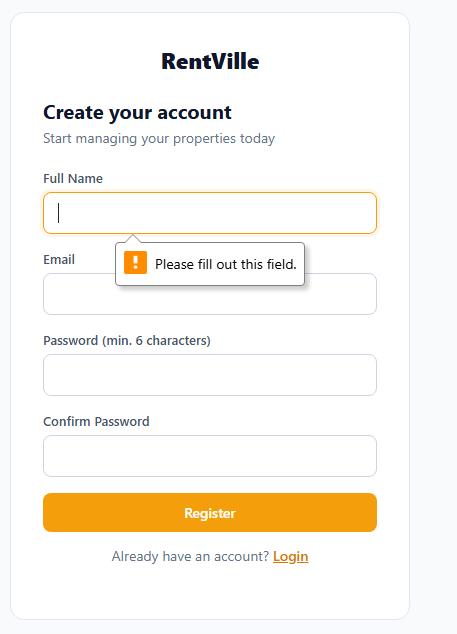 RentVille
Create your account
Start managing your properties today
Full Name
Please fill out this field.
Email
Password (min. 6 characters)
Confirm Password
Register
Already have an account? Login